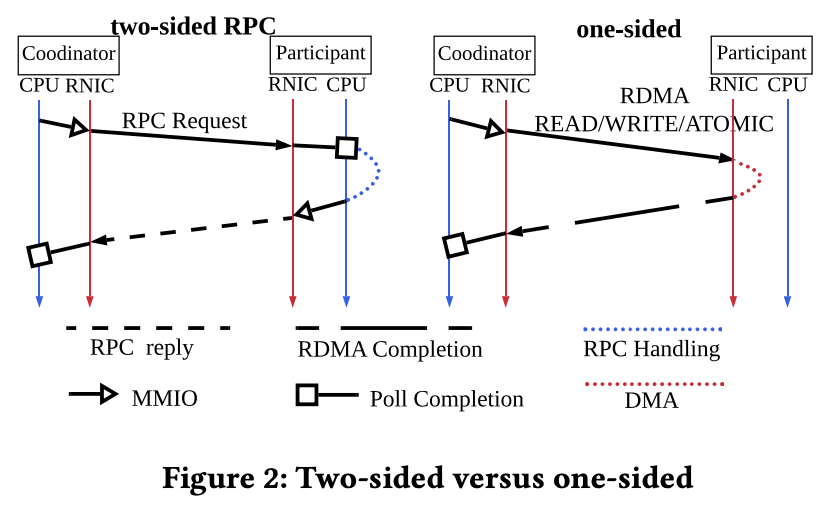 two-sided RPC
one-sided
Coodinator
Participant
Coodinator
Participant
CPU RNIC
RNIC CPU
CPU RNIC
RNIC CPU
RPC Request
RDMA
READ/WRITE/ATOMIC
RPC reply
RDMA Completion
RPC Handling
MMIO
Poll Completion
DMA
Figure 2: Two-sided versus one-sided